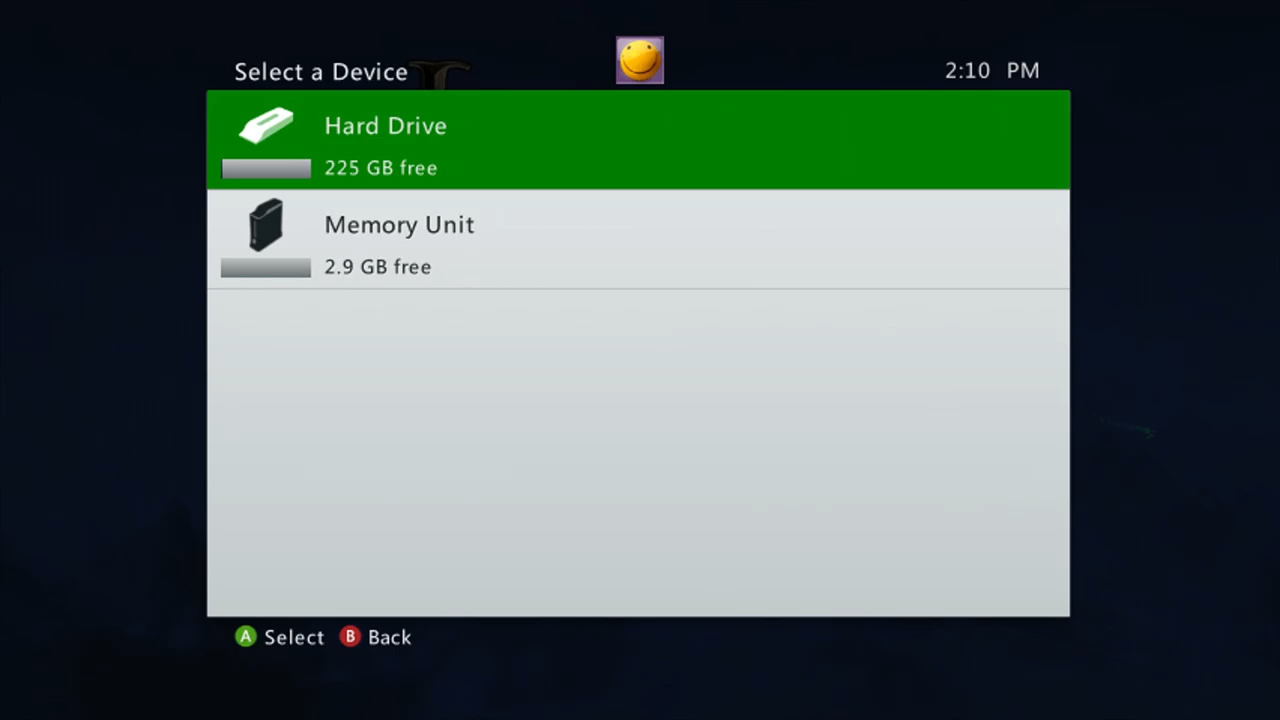 Select a Device
2:10 PM
Hard Drive
225 GB free
Memory Unit
2.9 GB free
A Select B Back